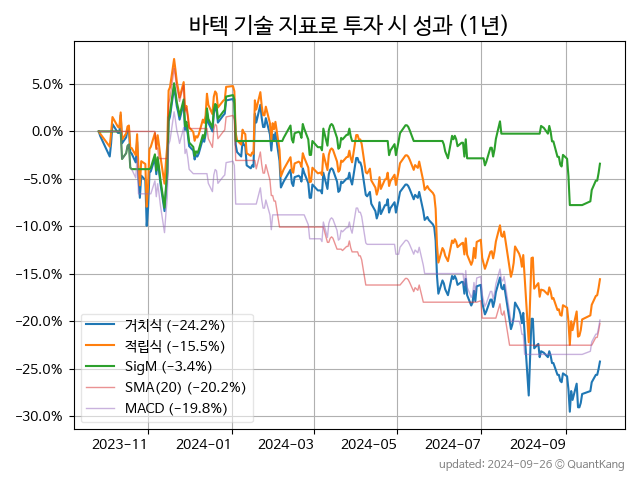 바텍 기술 지표로 투자 시 성과 (1년)
5.0%
0.0%
−5.0%
−10.0%
−15.0%
−20.0%
−25.0%
−30.0%
거치식 (−24.2%)
적립식 (−15.5%)
SigM (−3.4%)
SMA(20) (−20.2%)
MACD (−19.8%)
2023−11 2024−01 2024−03 2024−05 2024−07 2024−09
updated: 2024−09−26 © QuantKang